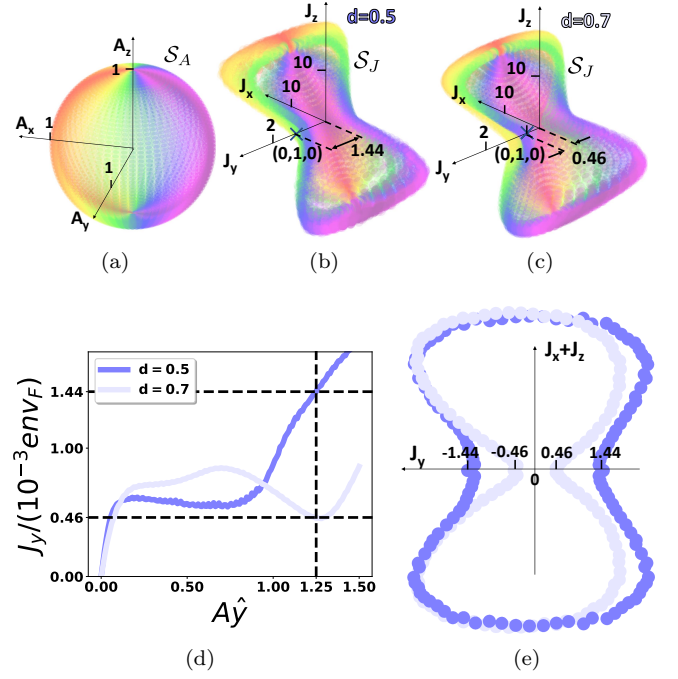 A_z
S_A
1
A_x
1
1
A_y
(a)
J_z
d=0.5
S_J
10
J_x
10
2
J_y
(0,1,0)
1.44
(b)
J_z
d=0.7
S_J
10
J_x
10
2
J_y
(0,1,0)
0.46
(c)
J_y/(10^{-3}env_F)
d = 0.5
d = 0.7
1.44
1.00
0.46
0.00
0.00
0.50
1.00
1.25
1.50
Aŷ
(d)
J_x+J_z
J_y
-1.44
-0.46
0.46
1.44
0
(e)